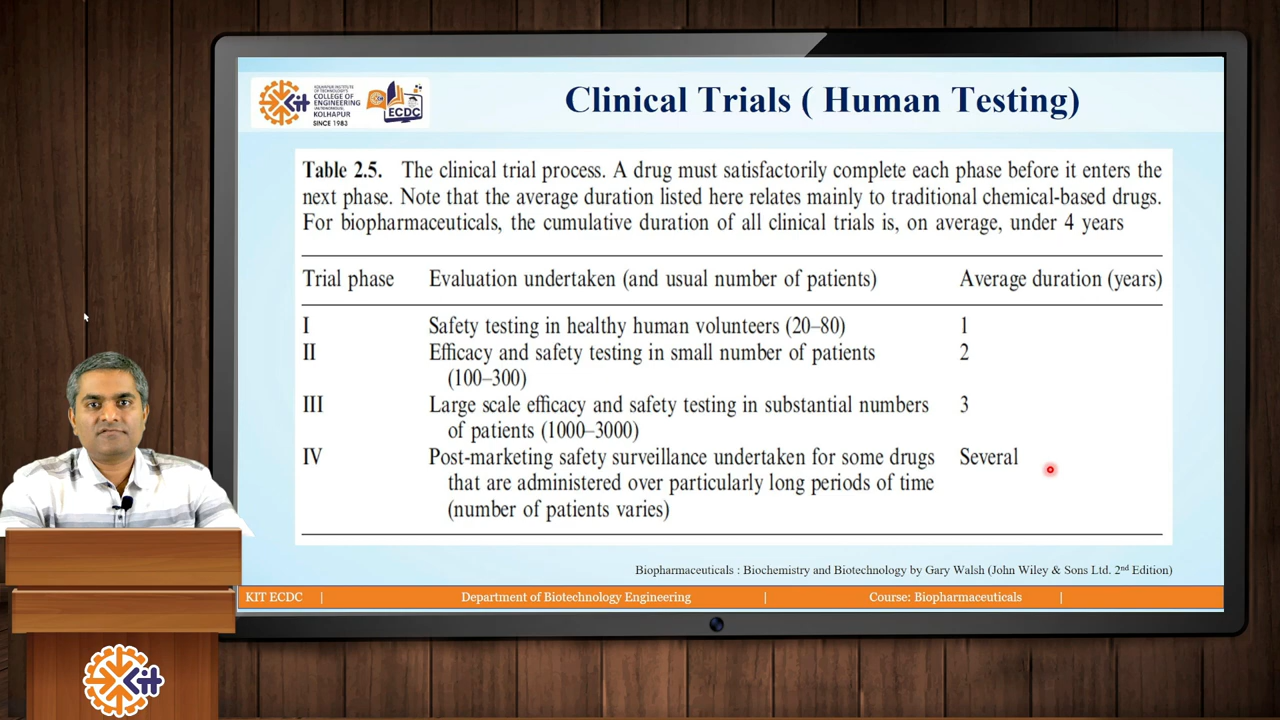 KOLHAPUR INSTITUTE
OF TECHNOLOGY'S
COLLEGE OF
ENGINEERING
KOLHAPUR
SINCE 1983
Kit
ECDC
Clinical Trials ( Human Testing)
Table 2.5. The clinical trial process. A drug must satisfactorily complete each phase before it enters the
next phase. Note that the average duration listed here relates mainly to traditional chemical-based drugs.
For biopharmaceuticals, the cumulative duration of all clinical trials is, on average, under 4 years
Trial phase Evaluation undertaken (and usual number of patients) Average duration (years)
I Safety testing in healthy human volunteers (20–80) 1
II Efficacy and safety testing in small number of patients 2
(100–300)
III Large scale efficacy and safety testing in substantial numbers 3
of patients (1000–3000)
IV Post-marketing safety surveillance undertaken for some drugs Several
that are administered over particularly long periods of time
(number of patients varies)
Biopharmaceuticals : Biochemistry and Biotechnology by Gary Walsh (John Wiley & Sons Ltd. 2nd Edition)
KIT ECDC | Department of Biotechnology Engineering | Course: Biopharmaceuticals |
Kit